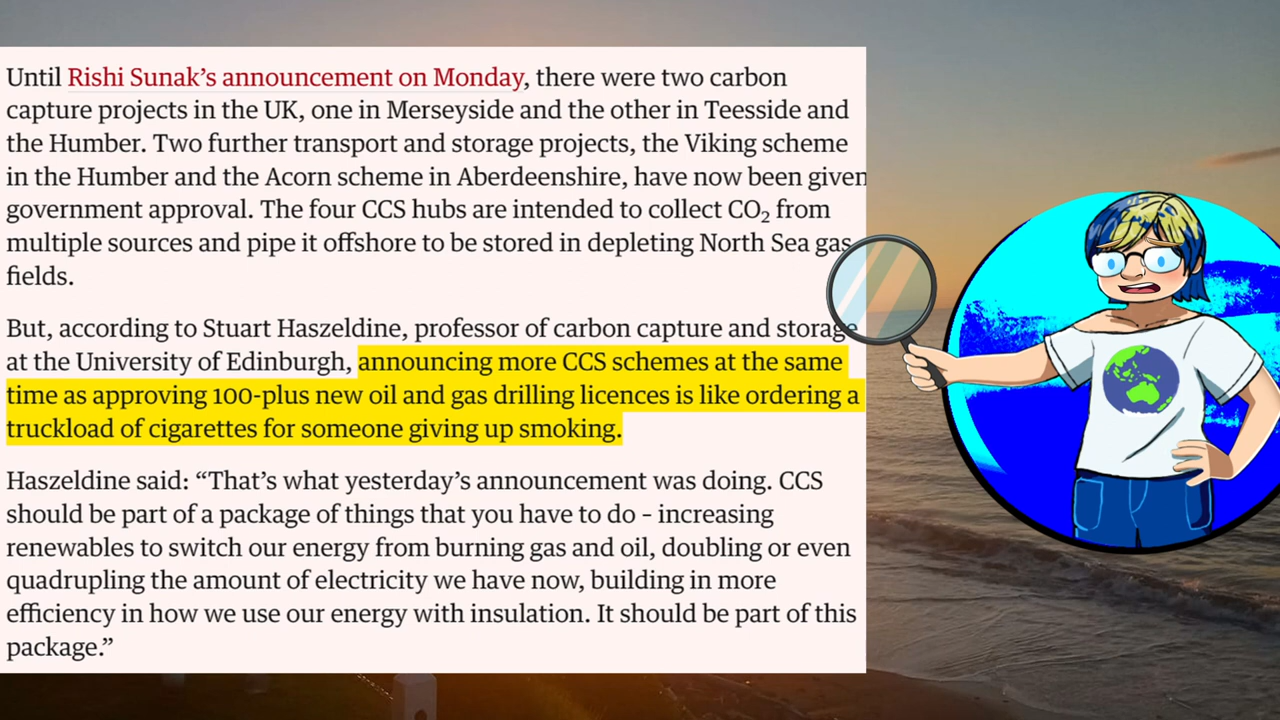 Until Rishi Sunak’s announcement on Monday, there were two carbon
capture projects in the UK, one in Merseyside and the other in Teesside and
the Humber. Two further transport and storage projects, the Viking scheme
in the Humber and the Acorn scheme in Aberdeenshire, have now been given
government approval. The four CCS hubs are intended to collect CO₂ from
multiple sources and pipe it offshore to be stored in depleting North Sea gas
fields.
But, according to Stuart Haszeldine, professor of carbon capture and storage
at the University of Edinburgh, announcing more CCS schemes at the same
time as approving 100-plus new oil and gas drilling licences is like ordering a
truckload of cigarettes for someone giving up smoking.
Haszeldine said: “That’s what yesterday’s announcement was doing. CCS
should be part of a package of things that you have to do – increasing
renewables to switch our energy from burning gas and oil, doubling or even
quadrupling the amount of electricity we have now, building in more
efficiency in how we use our energy with insulation. It should be part of this
package.”